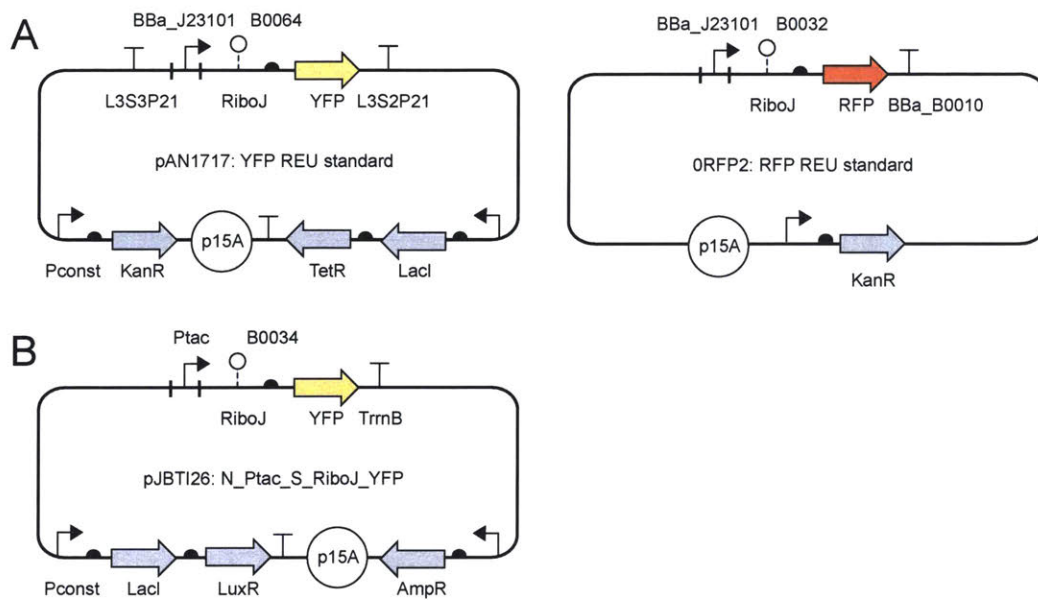 A
BBa_J23101 B0064
L3S3P21 RiboJ YFP L3S2P21
pAN1717: YFP REU standard
p15A
Pconst KanR TetR LacI
BBa_J23101 B0032
RiboJ RFP BBa_B0010
0RFP2: RFP REU standard
p15A
KanR
B
Ptac B0034
RiboJ YFP TrrnB
pJBTI26: N_Ptac_S_RiboJ_YFP
p15A
Pconst LacI LuxR AmpR